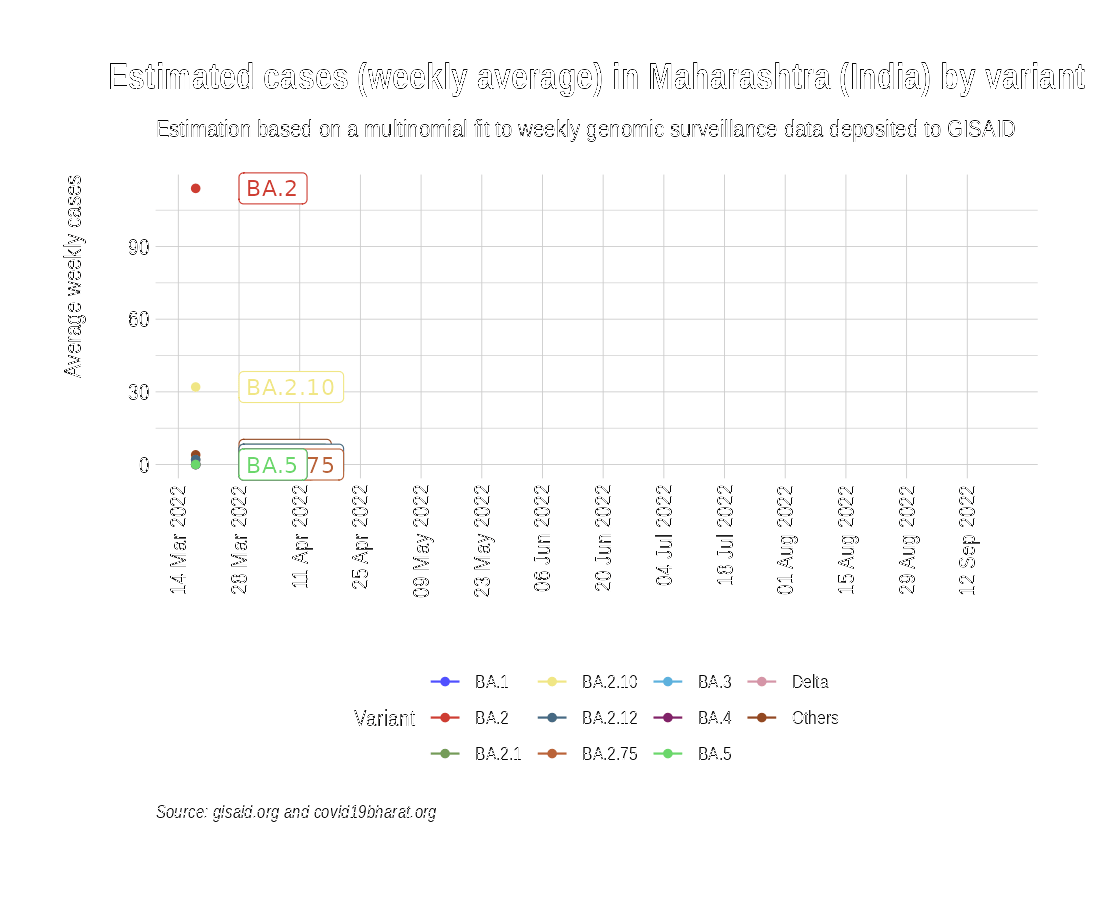 Estimated cases (weekly average) in Maharashtra (India) by variant
Estimation based on a multinomial fit to weekly genomic surveillance data deposited to GISAID
Average weekly cases
90
60
30
0
BA.2
BA.2.10
BA.5
75
14 Mar 2022
28 Mar 2022
11 Apr 2022
25 Apr 2022
09 May 2022
23 May 2022
06 Jun 2022
20 Jun 2022
04 Jul 2022
18 Jul 2022
01 Aug 2022
15 Aug 2022
29 Aug 2022
12 Sep 2022
Variant
BA.1
BA.2
BA.2.1
BA.2.10
BA.2.12
BA.2.75
BA.3
BA.4
BA.5
Delta
Others
Source: gisaid.org and covid19bharat.org